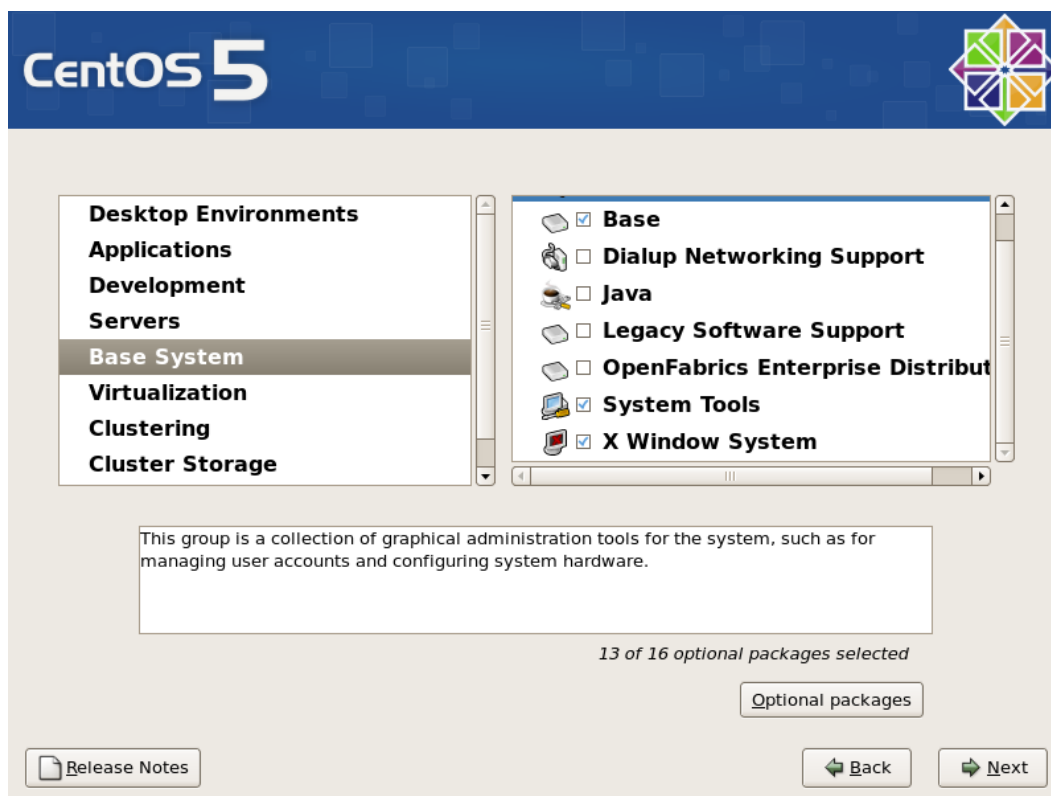 CentOS 5
Desktop Environments
Applications
Development
Servers
Base System
Virtualization
Clustering
Cluster Storage
Base
Dialup Networking Support
Java
Legacy Software Support
OpenFabrics Enterprise Distribut
System Tools
X Window System
This group is a collection of graphical administration tools for the system, such as for
managing user accounts and configuring system hardware.
13 of 16 optional packages selected
Optional packages
Release Notes
Back
Next